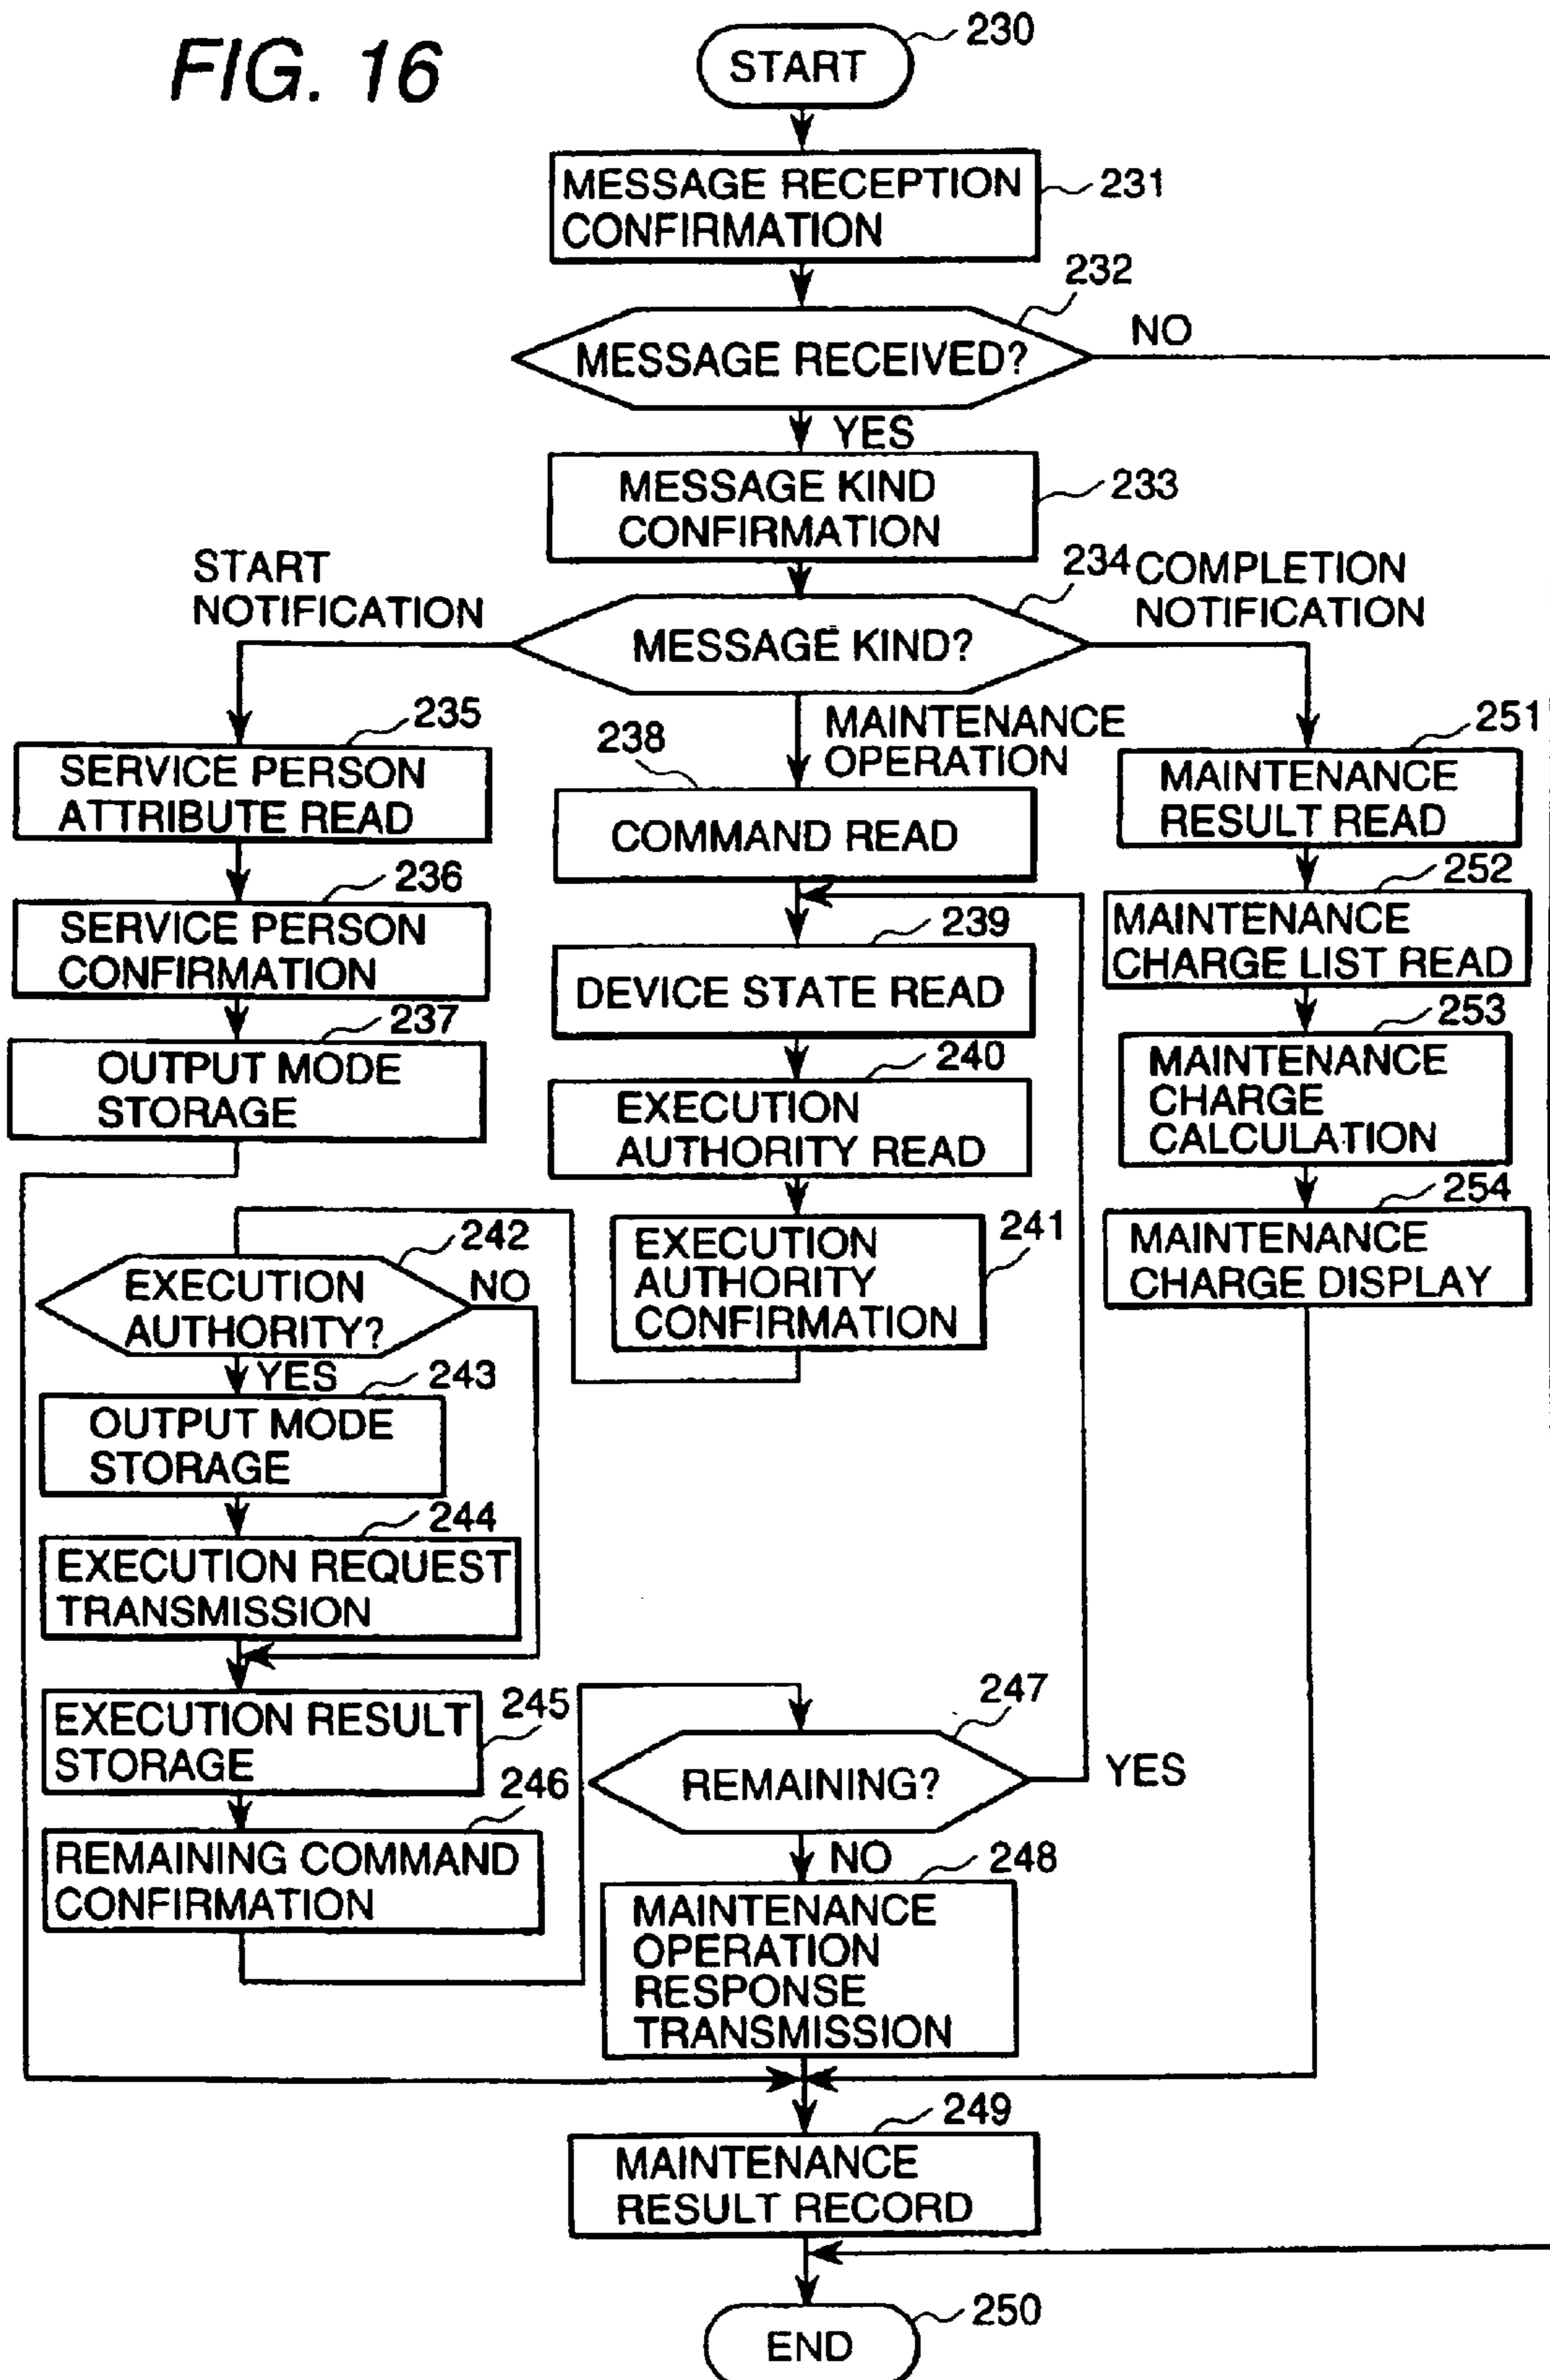 FIG. 16
START
230
MESSAGE RECEPTION
CONFIRMATION
231
232
MESSAGE RECEIVED?
NO
YES
MESSAGE KIND
CONFIRMATION
233
START
NOTIFICATION
234
COMPLETION
NOTIFICATION
MESSAGE KIND?
235
SERVICE PERSON
ATTRIBUTE READ
236
SERVICE PERSON
CONFIRMATION
237
OUTPUT MODE
STORAGE
MAINTENANCE
OPERATION
238
COMMAND READ
239
DEVICE STATE READ
240
EXECUTION
AUTHORITY READ
241
EXECUTION
AUTHORITY
CONFIRMATION
251
MAINTENANCE
RESULT READ
252
MAINTENANCE
CHARGE LIST READ
253
MAINTENANCE
CHARGE
CALCULATION
254
MAINTENANCE
CHARGE DISPLAY
242
EXECUTION
AUTHORITY?
NO
YES
243
OUTPUT MODE
STORAGE
244
EXECUTION REQUEST
TRANSMISSION
245
EXECUTION RESULT
STORAGE
246
REMAINING COMMAND
CONFIRMATION
247
REMAINING?
YES
NO
248
MAINTENANCE
OPERATION
RESPONSE
TRANSMISSION
249
MAINTENANCE
RESULT RECORD
250
END